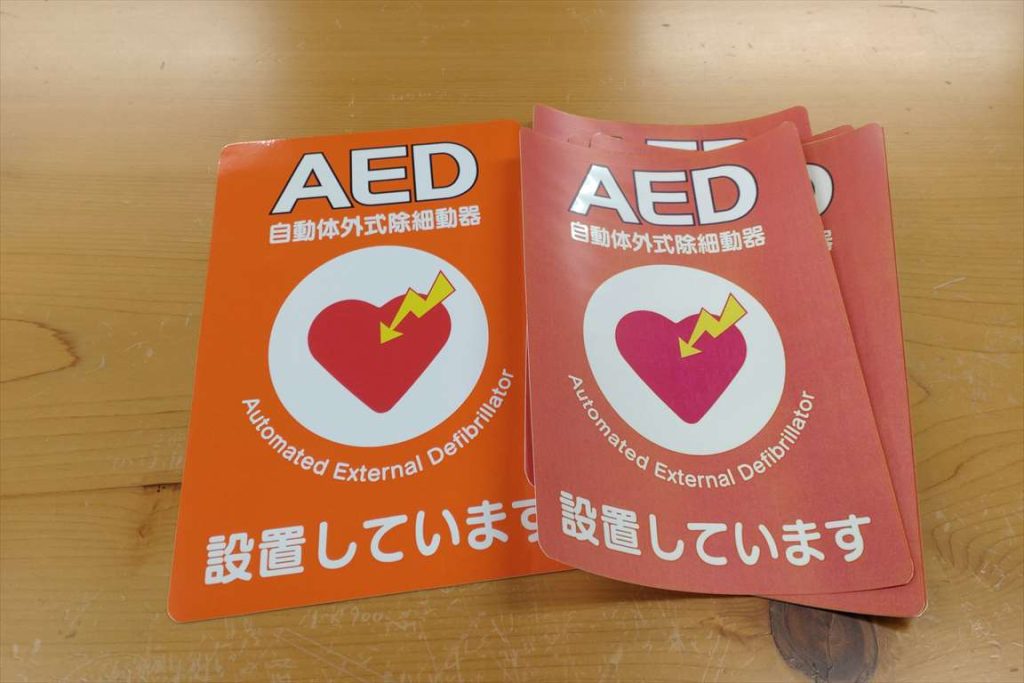 AED
自動体外式除細動器
Automated External Defibrillator
設置しています
AED
自動体外式除細動器
Automated External Defibrillator
設置しています
D
器